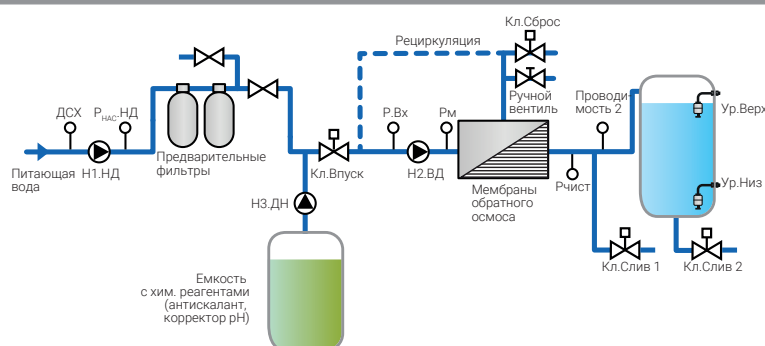 Кл.Сброс
Рециркуляция
ДСХ
Рнас.НД
Р.Вх
Рм
Ручной
вентиль
Проводи-
мость 2
Ур.Верх
Питающая
вода
Н1.НД
Предварительные
фильтры
Кл.Впуск
Н2.ВД
Мембраны
обратного
осмоса
Рчист
Ур.Низ
Н3.ДН
Кл.Слив 1
Кл.Слив 2
Емкость
с хим. реагентами
(антискалант,
корректор pH)